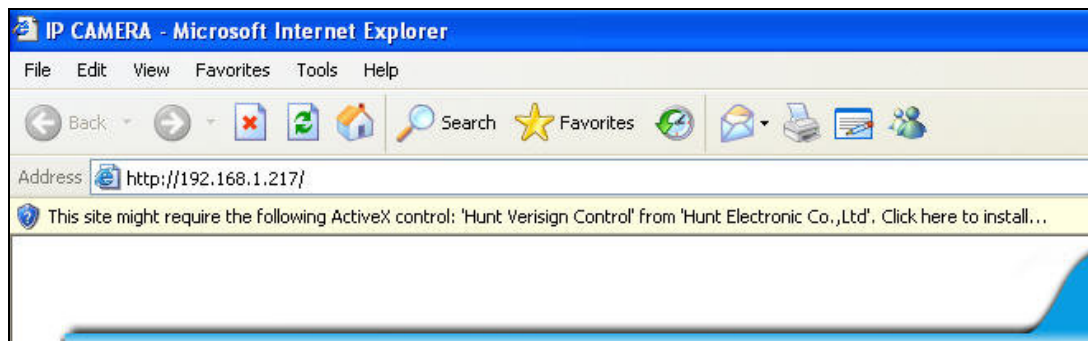 IP CAMERA - Microsoft Internet Explorer
File Edit View Favorites Tools Help
Back Search Favorites
Address http://192.168.1.217/
This site might require the following ActiveX control: 'Hunt Verisign Control' from 'Hunt Electronic Co.,Ltd'. Click here to install...